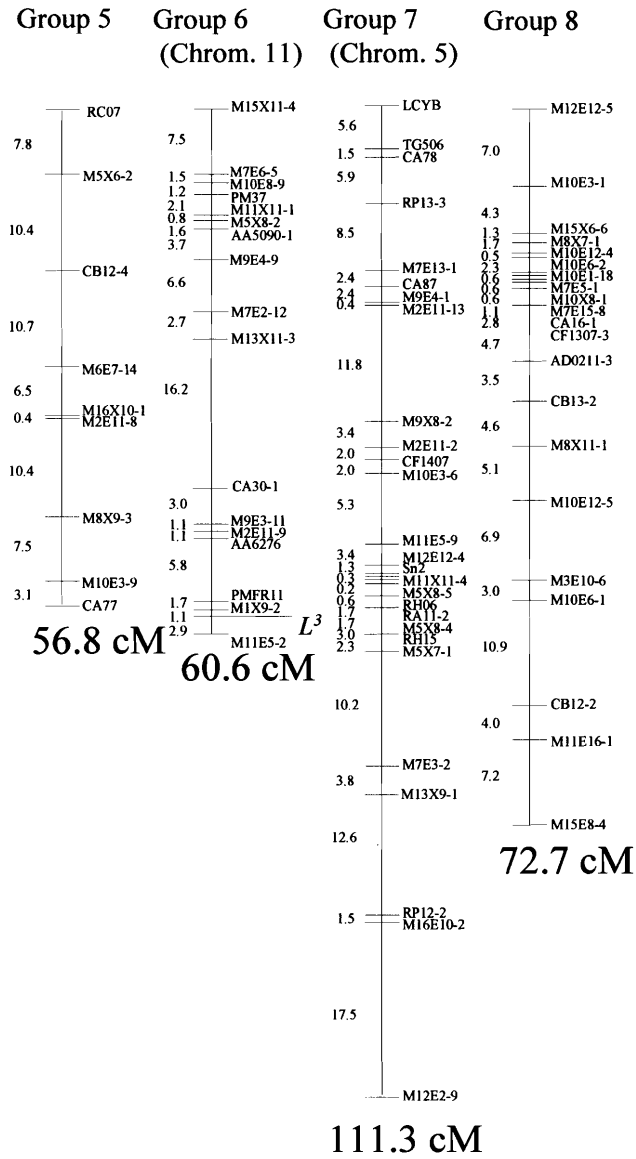 Group 5
Group 6
(Chrom. 11)
Group 7
(Chrom. 5)
Group 8
RC07
7.8
M5X6-2
10.4
CB12-4
10.7
M6E7-14
6.5
M16X10-1
0.4
M2E11-8
10.4
M8X9-3
7.5
M10E3-9
3.1
CA77
56.8 cM
M15X11-4
7.5
M7E6-5
1.5
M10E8-9
1.2
PM37
2.1
M11X11-1
0.8
M5X8-2
1.6
AA5090-1
3.7
M9E4-9
6.6
M7E2-12
2.7
M13X11-3
16.2
CA30-1
3.0
M9E3-11
1.1
M2E11-9
1.1
AA6276
5.8
PMFR11
1.7
M1X9-2
1.1
L³
2.9
M11E5-2
60.6 cM
LCYB
5.6
TG506
1.5
CA78
5.9
RP13-3
8.5
M7E13-1
2.4
CA87
2.4
M9E4-1
0.4
M2E11-13
11.8
M9X8-2
3.4
M2E11-2
2.0
CF1407
2.0
M10E3-6
5.3
M11E5-9
3.4
M12E12-4
1.3
Sn2
0.3
M11X11-4
0.2
M5X8-5
0.6
RH06
1.7
RA11-2
1.7
M5X8-4
3.0
RH15
2.3
M5X7-1
10.2
M7E3-2
3.8
M13X9-1
12.6
RP12-2
1.5
M16E10-2
17.5
M12E2-9
111.3 cM
M12E12-5
7.0
M10E3-1
4.3
M15X6-6
1.3
M8X7-1
1.7
M10E12-4
0.5
M10E6-2
2.3
M10E1-18
0.6
M7E5-1
0.6
M10X8-1
0.6
M7E15-8
1.1
CA16-1
2.8
CF1307-3
4.7
AD0211-3
3.5
CB13-2
4.6
M8X11-1
5.1
M10E12-5
6.9
M3E10-6
3.0
M10E6-1
10.9
CB12-2
4.0
M11E16-1
7.2
M15E8-4
72.7 cM